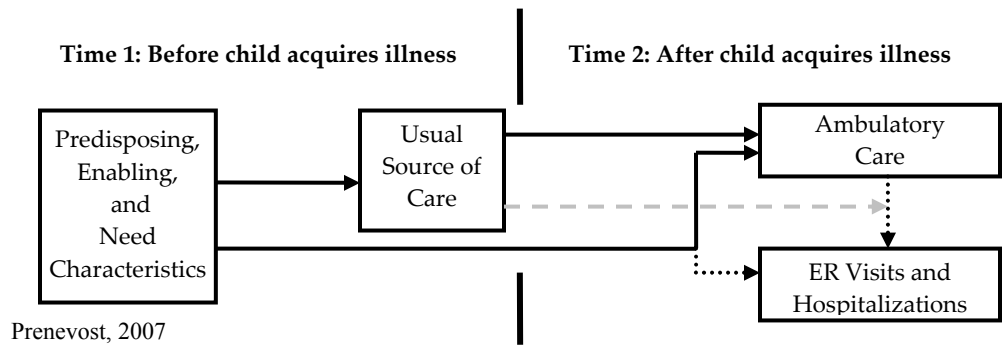 Time 1: Before child acquires illness
Time 2: After child acquires illness
Predisposing,
Enabling,
and
Need
Characteristics
Usual
Source of
Care
Ambulatory
Care
ER Visits and
Hospitalizations
Prenevost, 2007